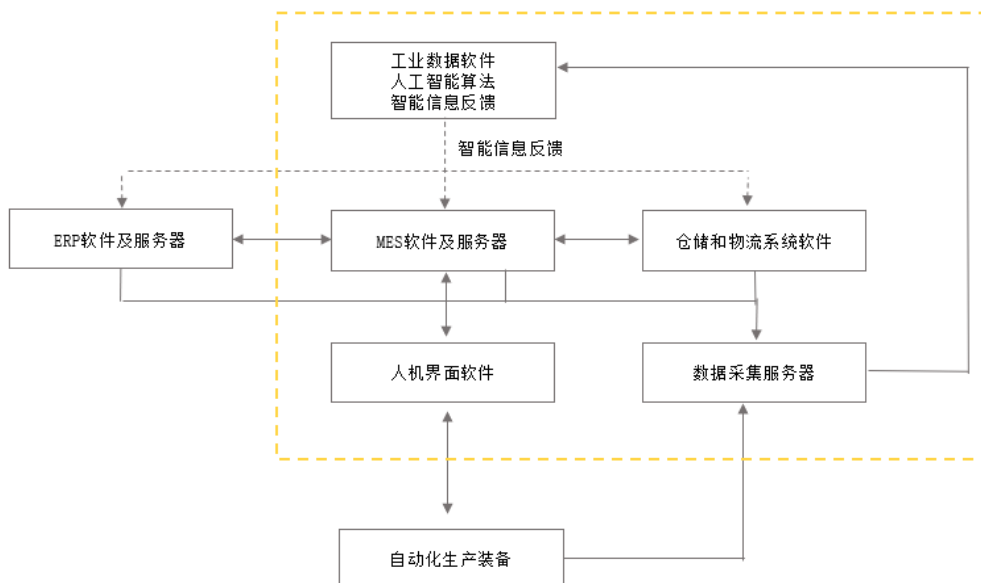 工业数据软件
人工智能算法
智能信息反馈
智能信息反馈
ERP软件及服务器
MES软件及服务器
仓储和物流系统软件
人机界面软件
数据采集服务器
自动化生产装备